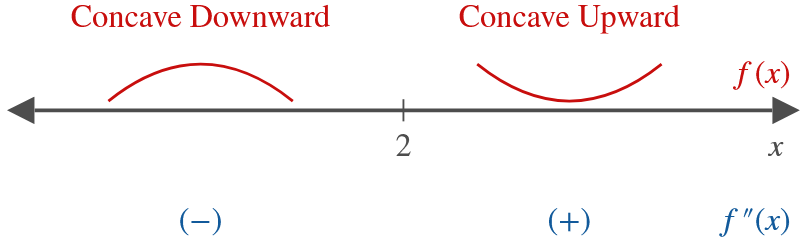 Concave Downward Concave Upward
f(x)
2 x
(−) (+) f″(x)